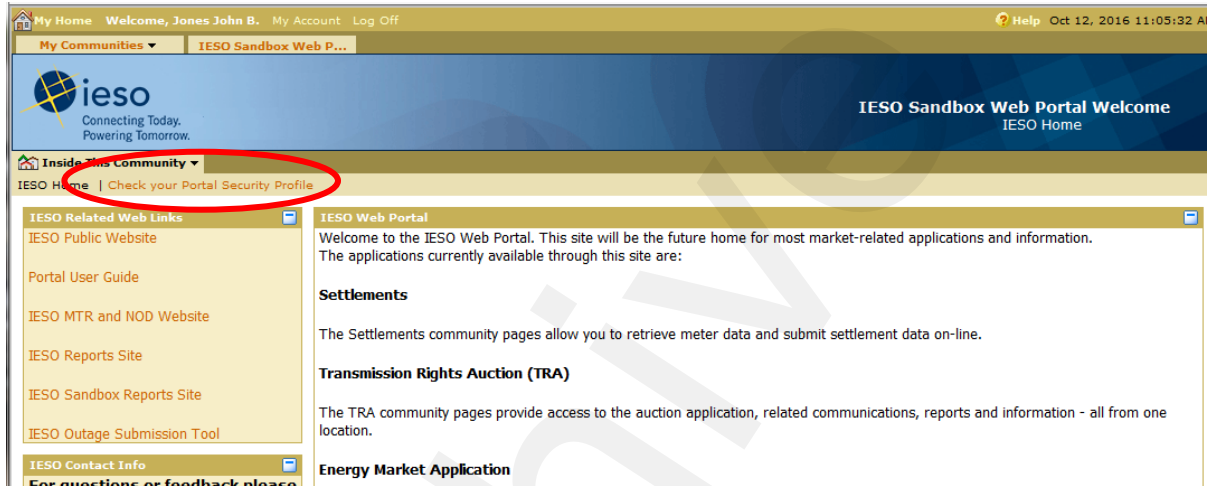 My Home Welcome, Jones John B. My Account Log Off
Help Oct 12, 2016 11:05:32 A
My Communities
IESO Sandbox Web P...
ieso
Connecting Today.
Powering Tomorrow.
IESO Sandbox Web Portal Welcome
IESO Home
Inside This Community
IESO Home | Check your Portal Security Profile
IESO Related Web Links
IESO Public Website
Portal User Guide
IESO MTR and NOD Website
IESO Reports Site
IESO Sandbox Reports Site
IESO Outage Submission Tool
IESO Contact Info
For questions or feedback please
IESO Web Portal
Welcome to the IESO Web Portal. This site will be the future home for most market-related applications and information.
The applications currently available through this site are:
Settlements
The Settlements community pages allow you to retrieve meter data and submit settlement data on-line.
Transmission Rights Auction (TRA)
The TRA community pages provide access to the auction application, related communications, reports and information - all from one
location.
Energy Market Application